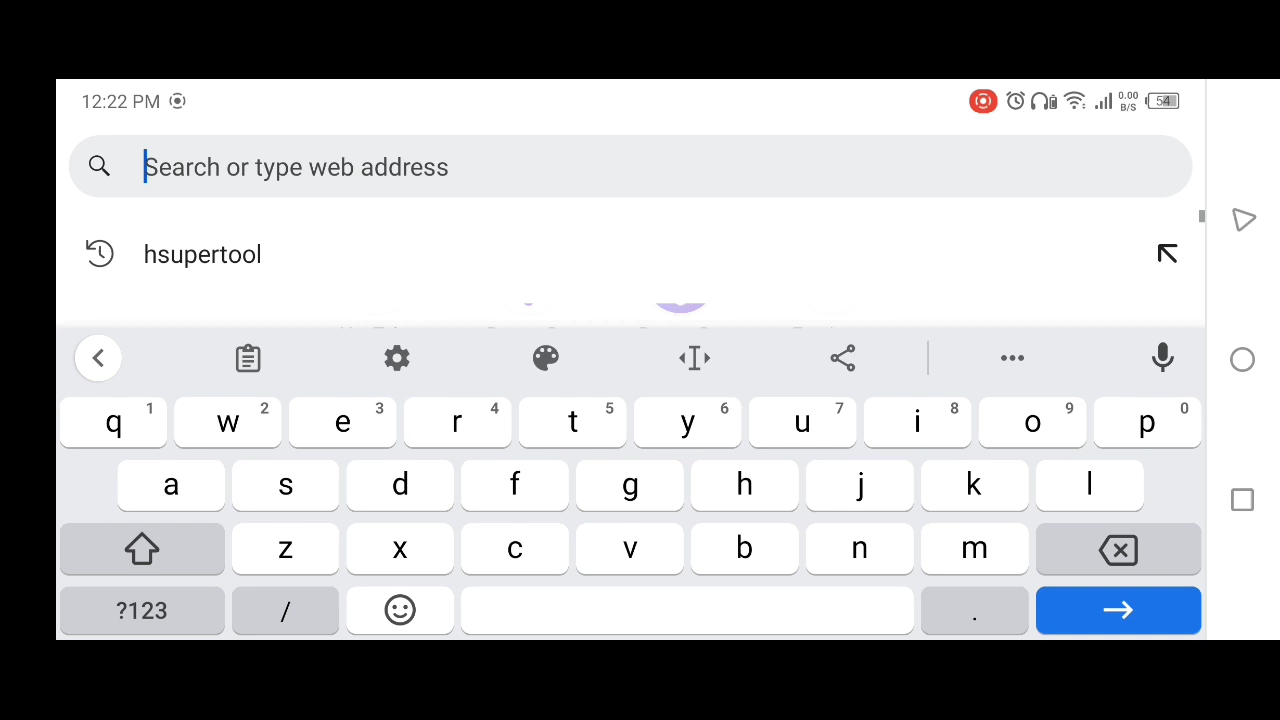 12:22 PM
0.00
B/S
54
Search or type web address
hsupertool
q 1 w 2 e 3 r 4 t 5 y 6 u 7 i 8 o 9 p 0
a s d f g h j k l
z x c v b n m
?123 / .